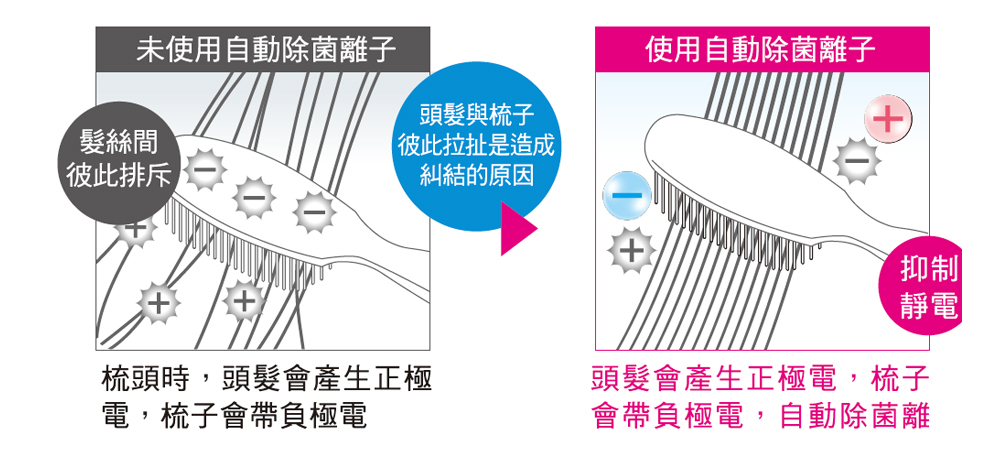 未使用自動除菌離子
髮絲間
彼此排斥
頭髮與梳子
彼此拉扯是造成
糾結的原因
梳頭時，頭髮會產生正極
電，梳子會帶負極電
使用自動除菌離子
抑制
靜電
頭髮會產生正極電，梳子
會帶負極電，自動除菌離